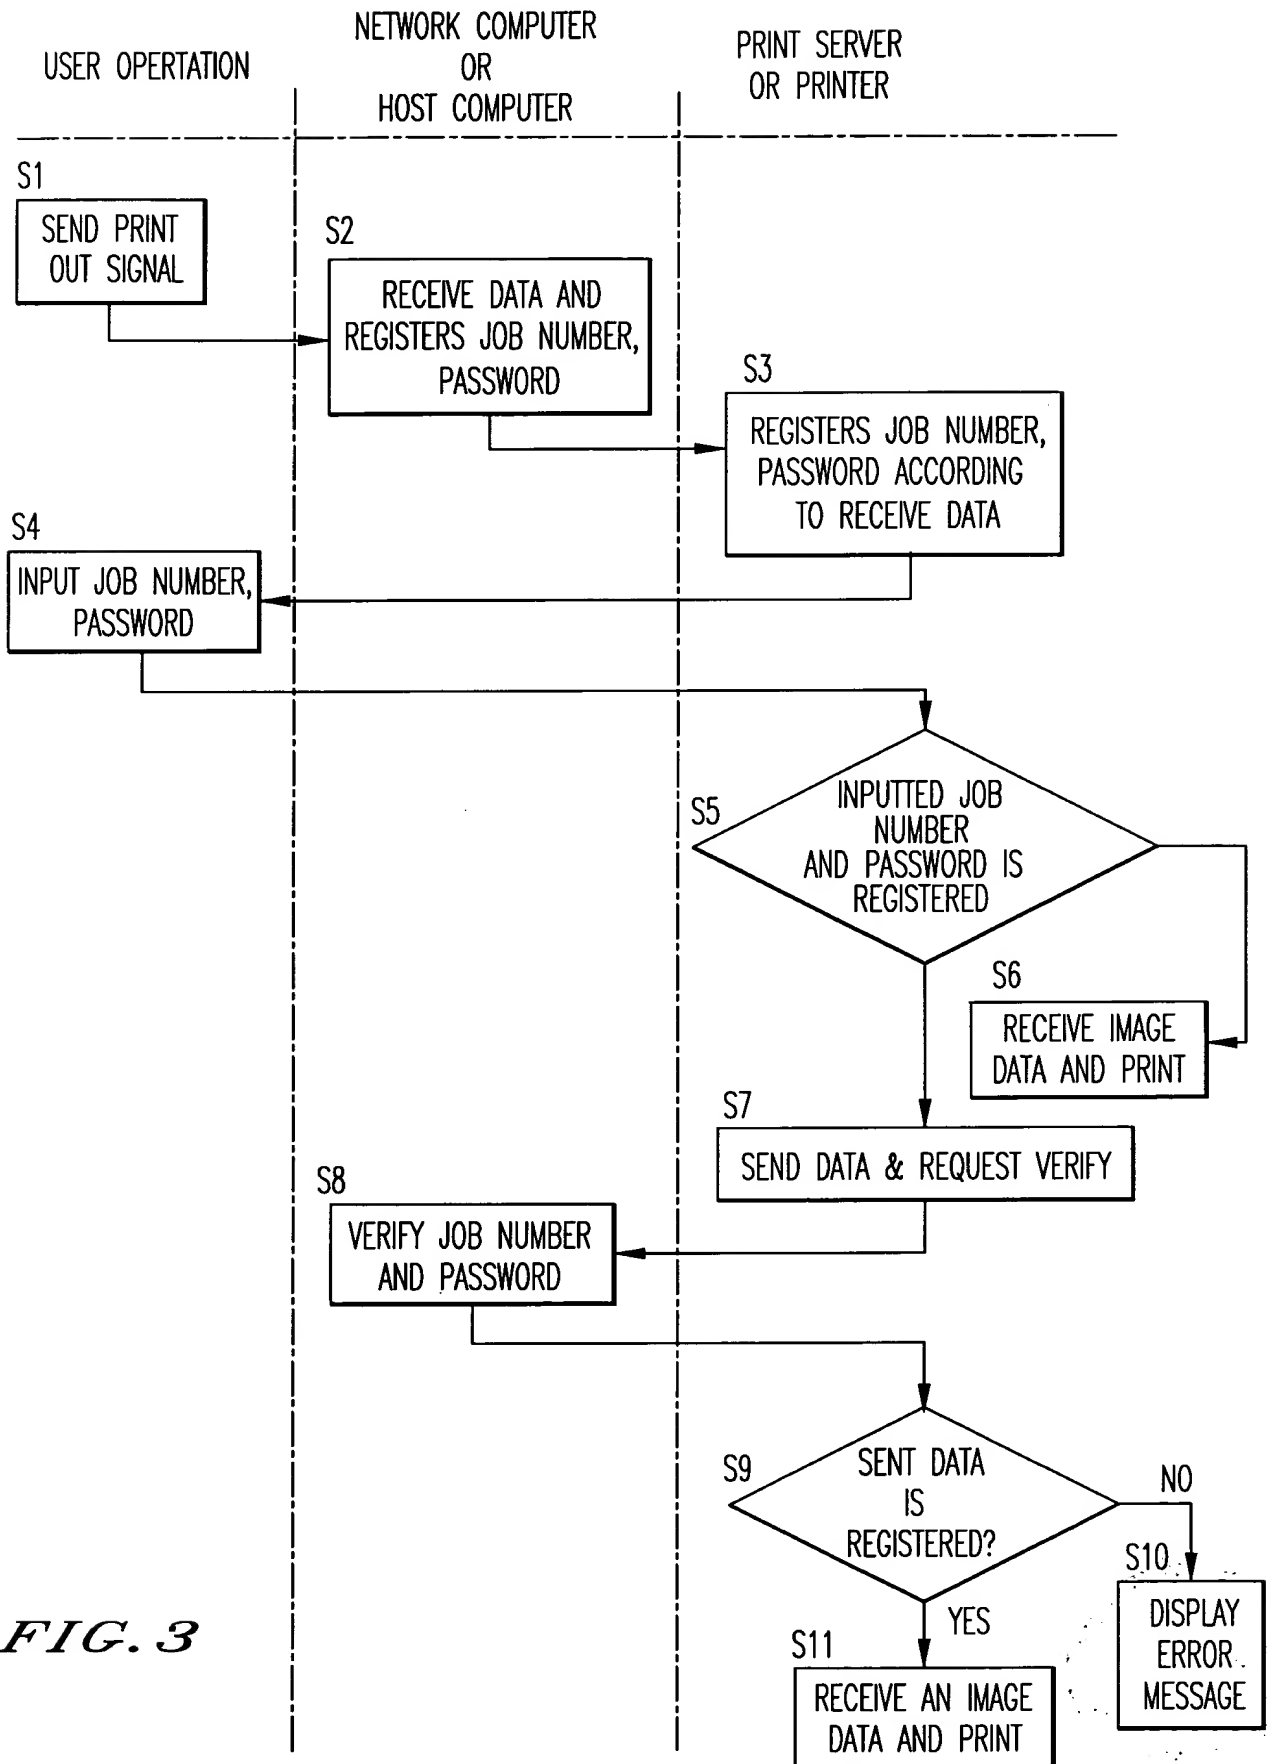 USER OPERTATION
NETWORK COMPUTER
OR
HOST COMPUTER
PRINT SERVER
OR PRINTER
S1
SEND PRINT
OUT SIGNAL
S2
RECEIVE DATA AND
REGISTERS JOB NUMBER,
PASSWORD
S3
REGISTERS JOB NUMBER,
PASSWORD ACCORDING
TO RECEIVE DATA
S4
INPUT JOB NUMBER,
PASSWORD
S5
INPUTTED JOB
NUMBER
AND PASSWORD IS
REGISTERED
S6
RECEIVE IMAGE
DATA AND PRINT
S7
SEND DATA & REQUEST VERIFY
S8
VERIFY JOB NUMBER
AND PASSWORD
S9
SENT DATA
IS
REGISTERED?
NO
S10
DISPLAY
ERROR
MESSAGE
YES
S11
RECEIVE AN IMAGE
DATA AND PRINT
FIG. 3